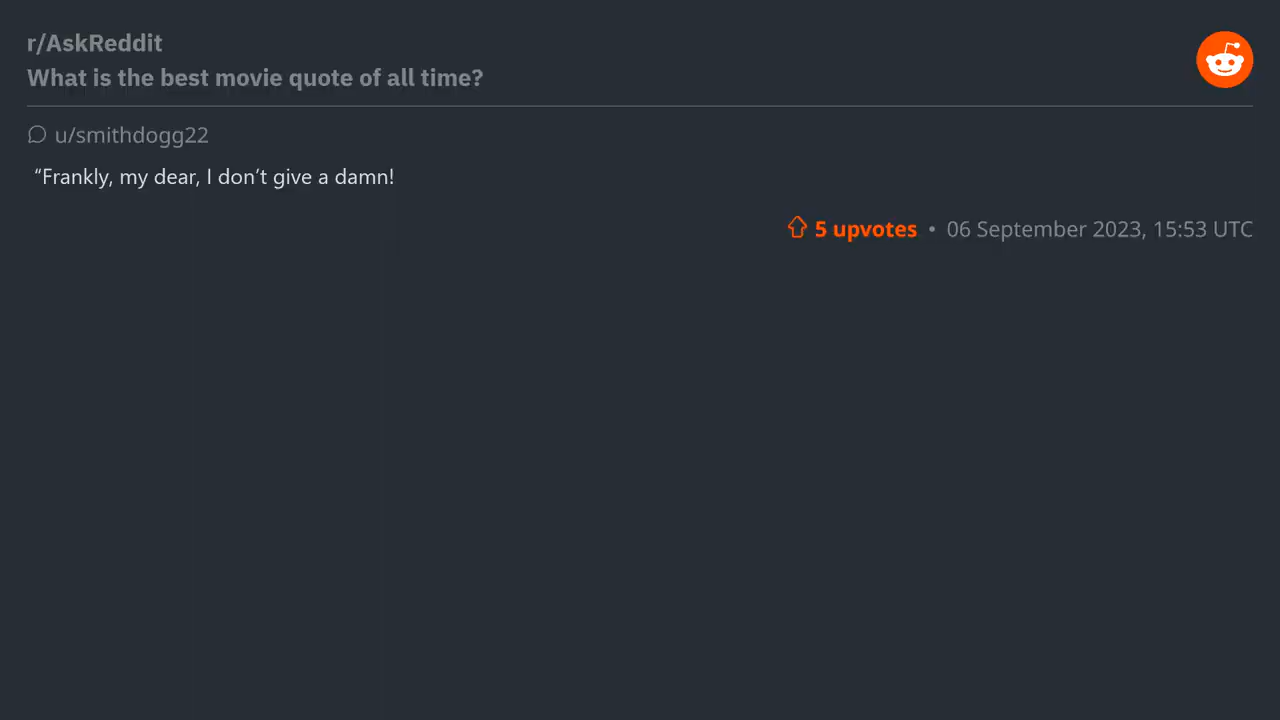 r/AskReddit
What is the best movie quote of all time?
u/smithdogg22
“Frankly, my dear, I don’t give a damn!
5 upvotes • 06 September 2023, 15:53 UTC